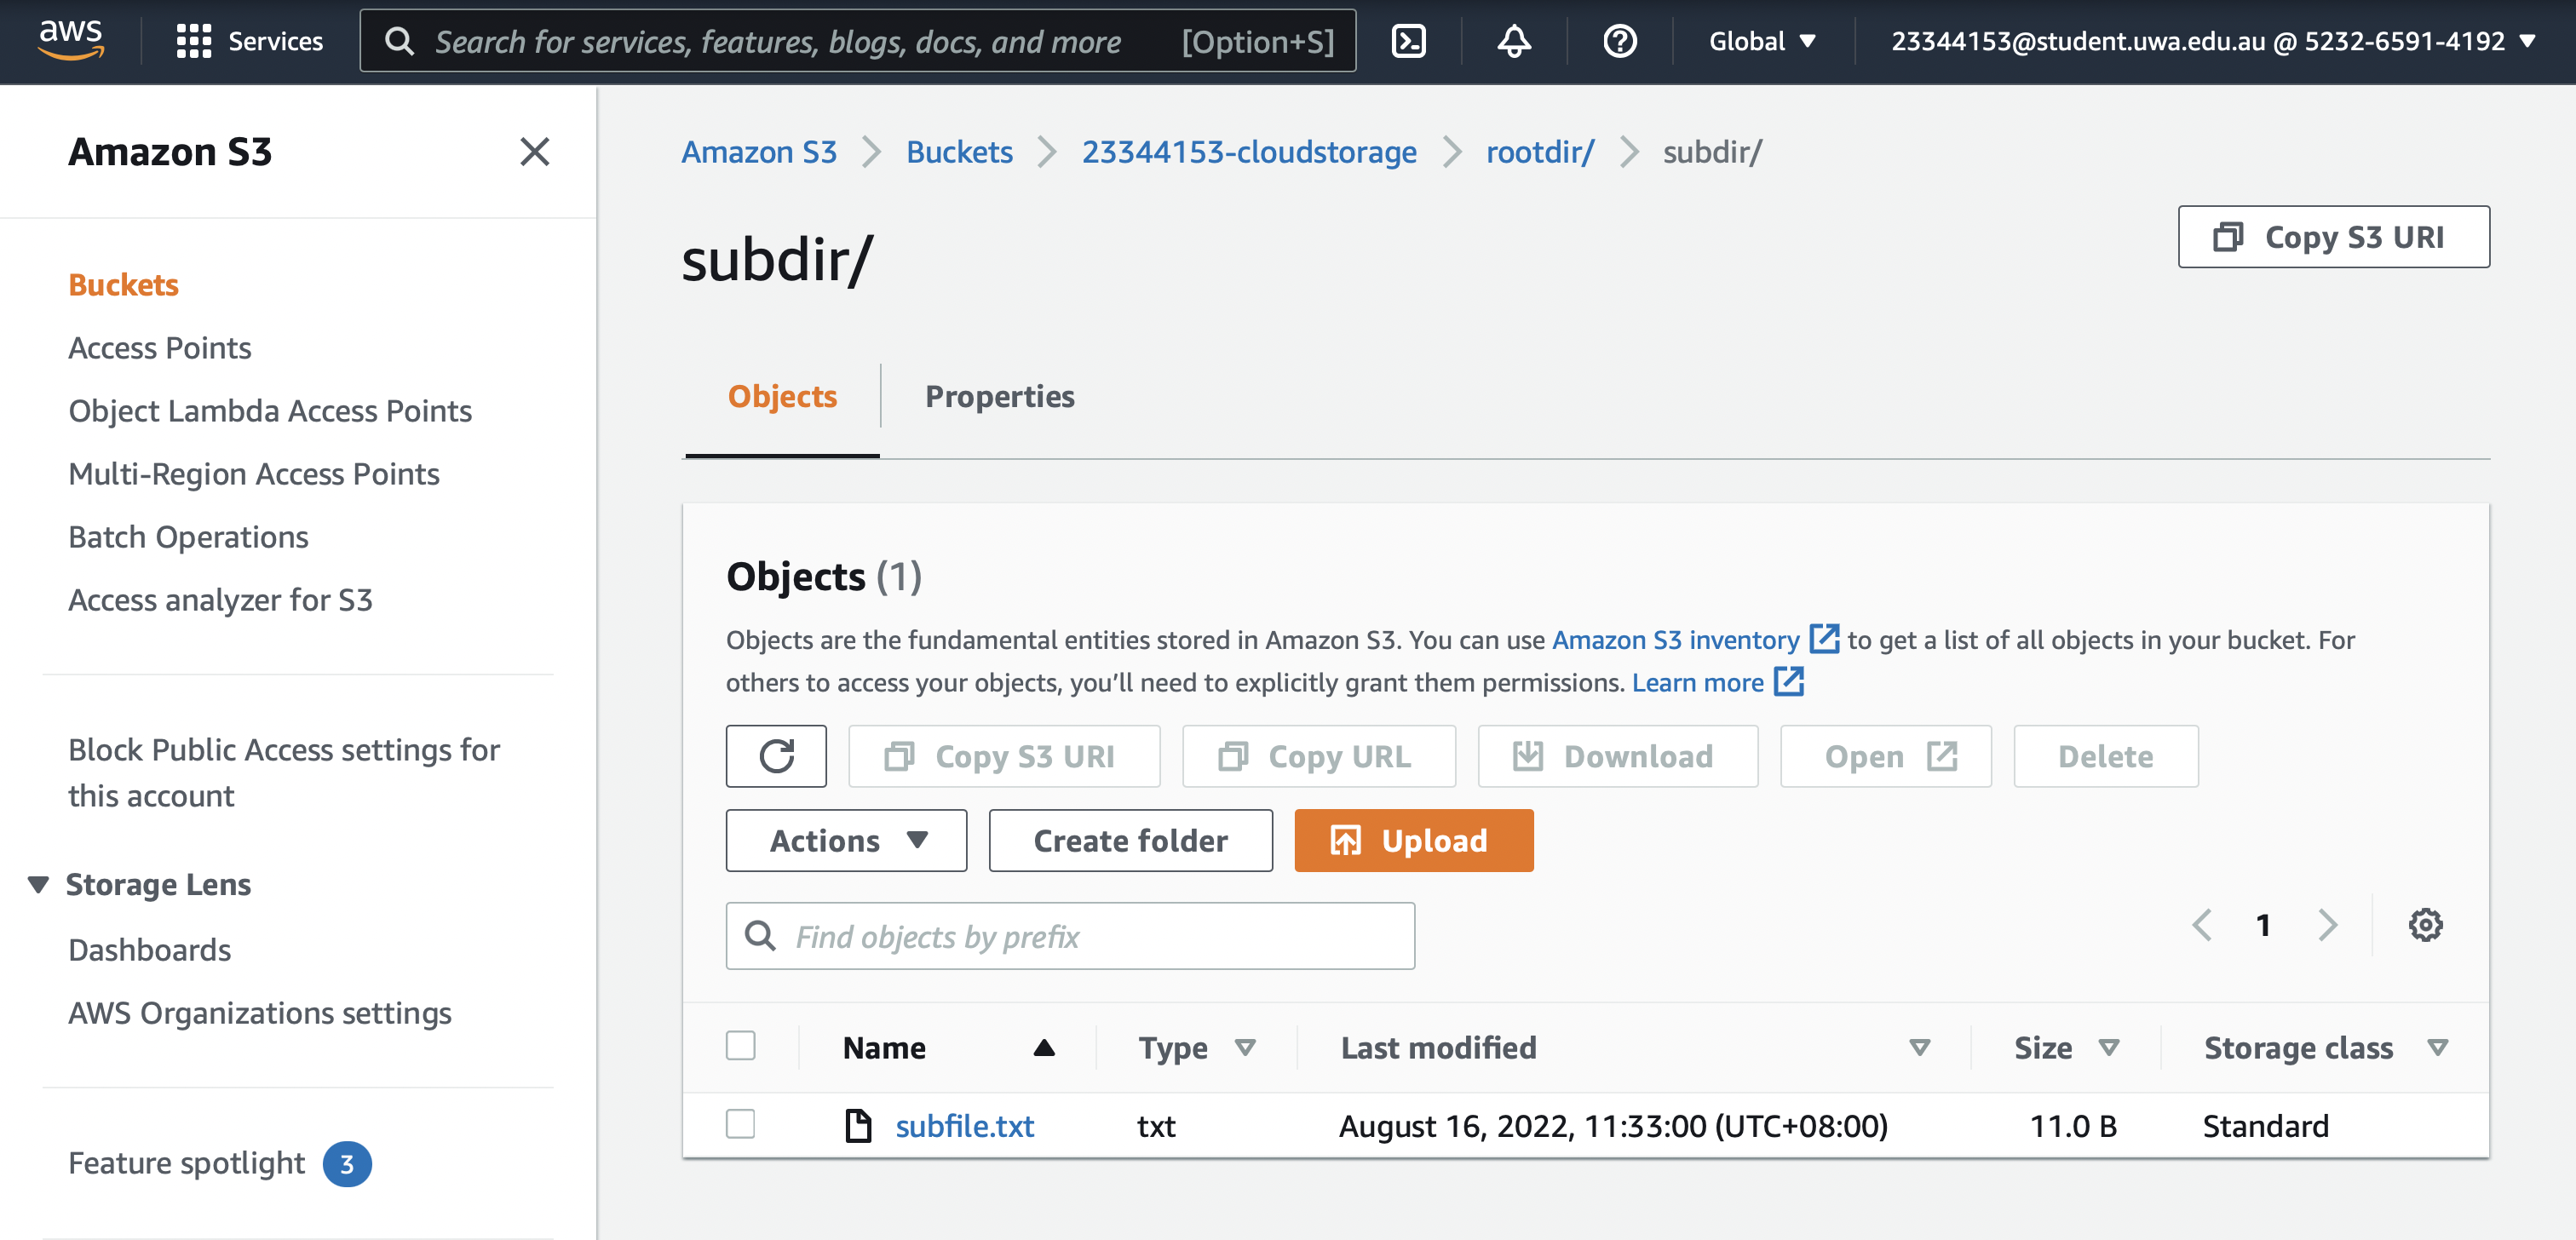 aws
Services
Search for services, features, blogs, docs, and more [Option+S]
Global
23344153@student.uwa.edu.au @ 5232-6591-4192
Amazon S3
Buckets
Access Points
Object Lambda Access Points
Multi-Region Access Points
Batch Operations
Access analyzer for S3
Block Public Access settings for
this account
Storage Lens
Dashboards
AWS Organizations settings
Feature spotlight 3
Amazon S3 > Buckets > 23344153-cloudstorage > rootdir/ > subdir/
subdir/
Copy S3 URI
Objects
Properties
Objects (1)
Objects are the fundamental entities stored in Amazon S3. You can use Amazon S3 inventory to get a list of all objects in your bucket. For
others to access your objects, you’ll need to explicitly grant them permissions. Learn more
Copy S3 URI
Copy URL
Download
Open
Delete
Actions
Create folder
Upload
Find objects by prefix
1
Name Type Last modified Size Storage class
subfile.txt txt August 16, 2022, 11:33:00 (UTC+08:00) 11.0 B Standard